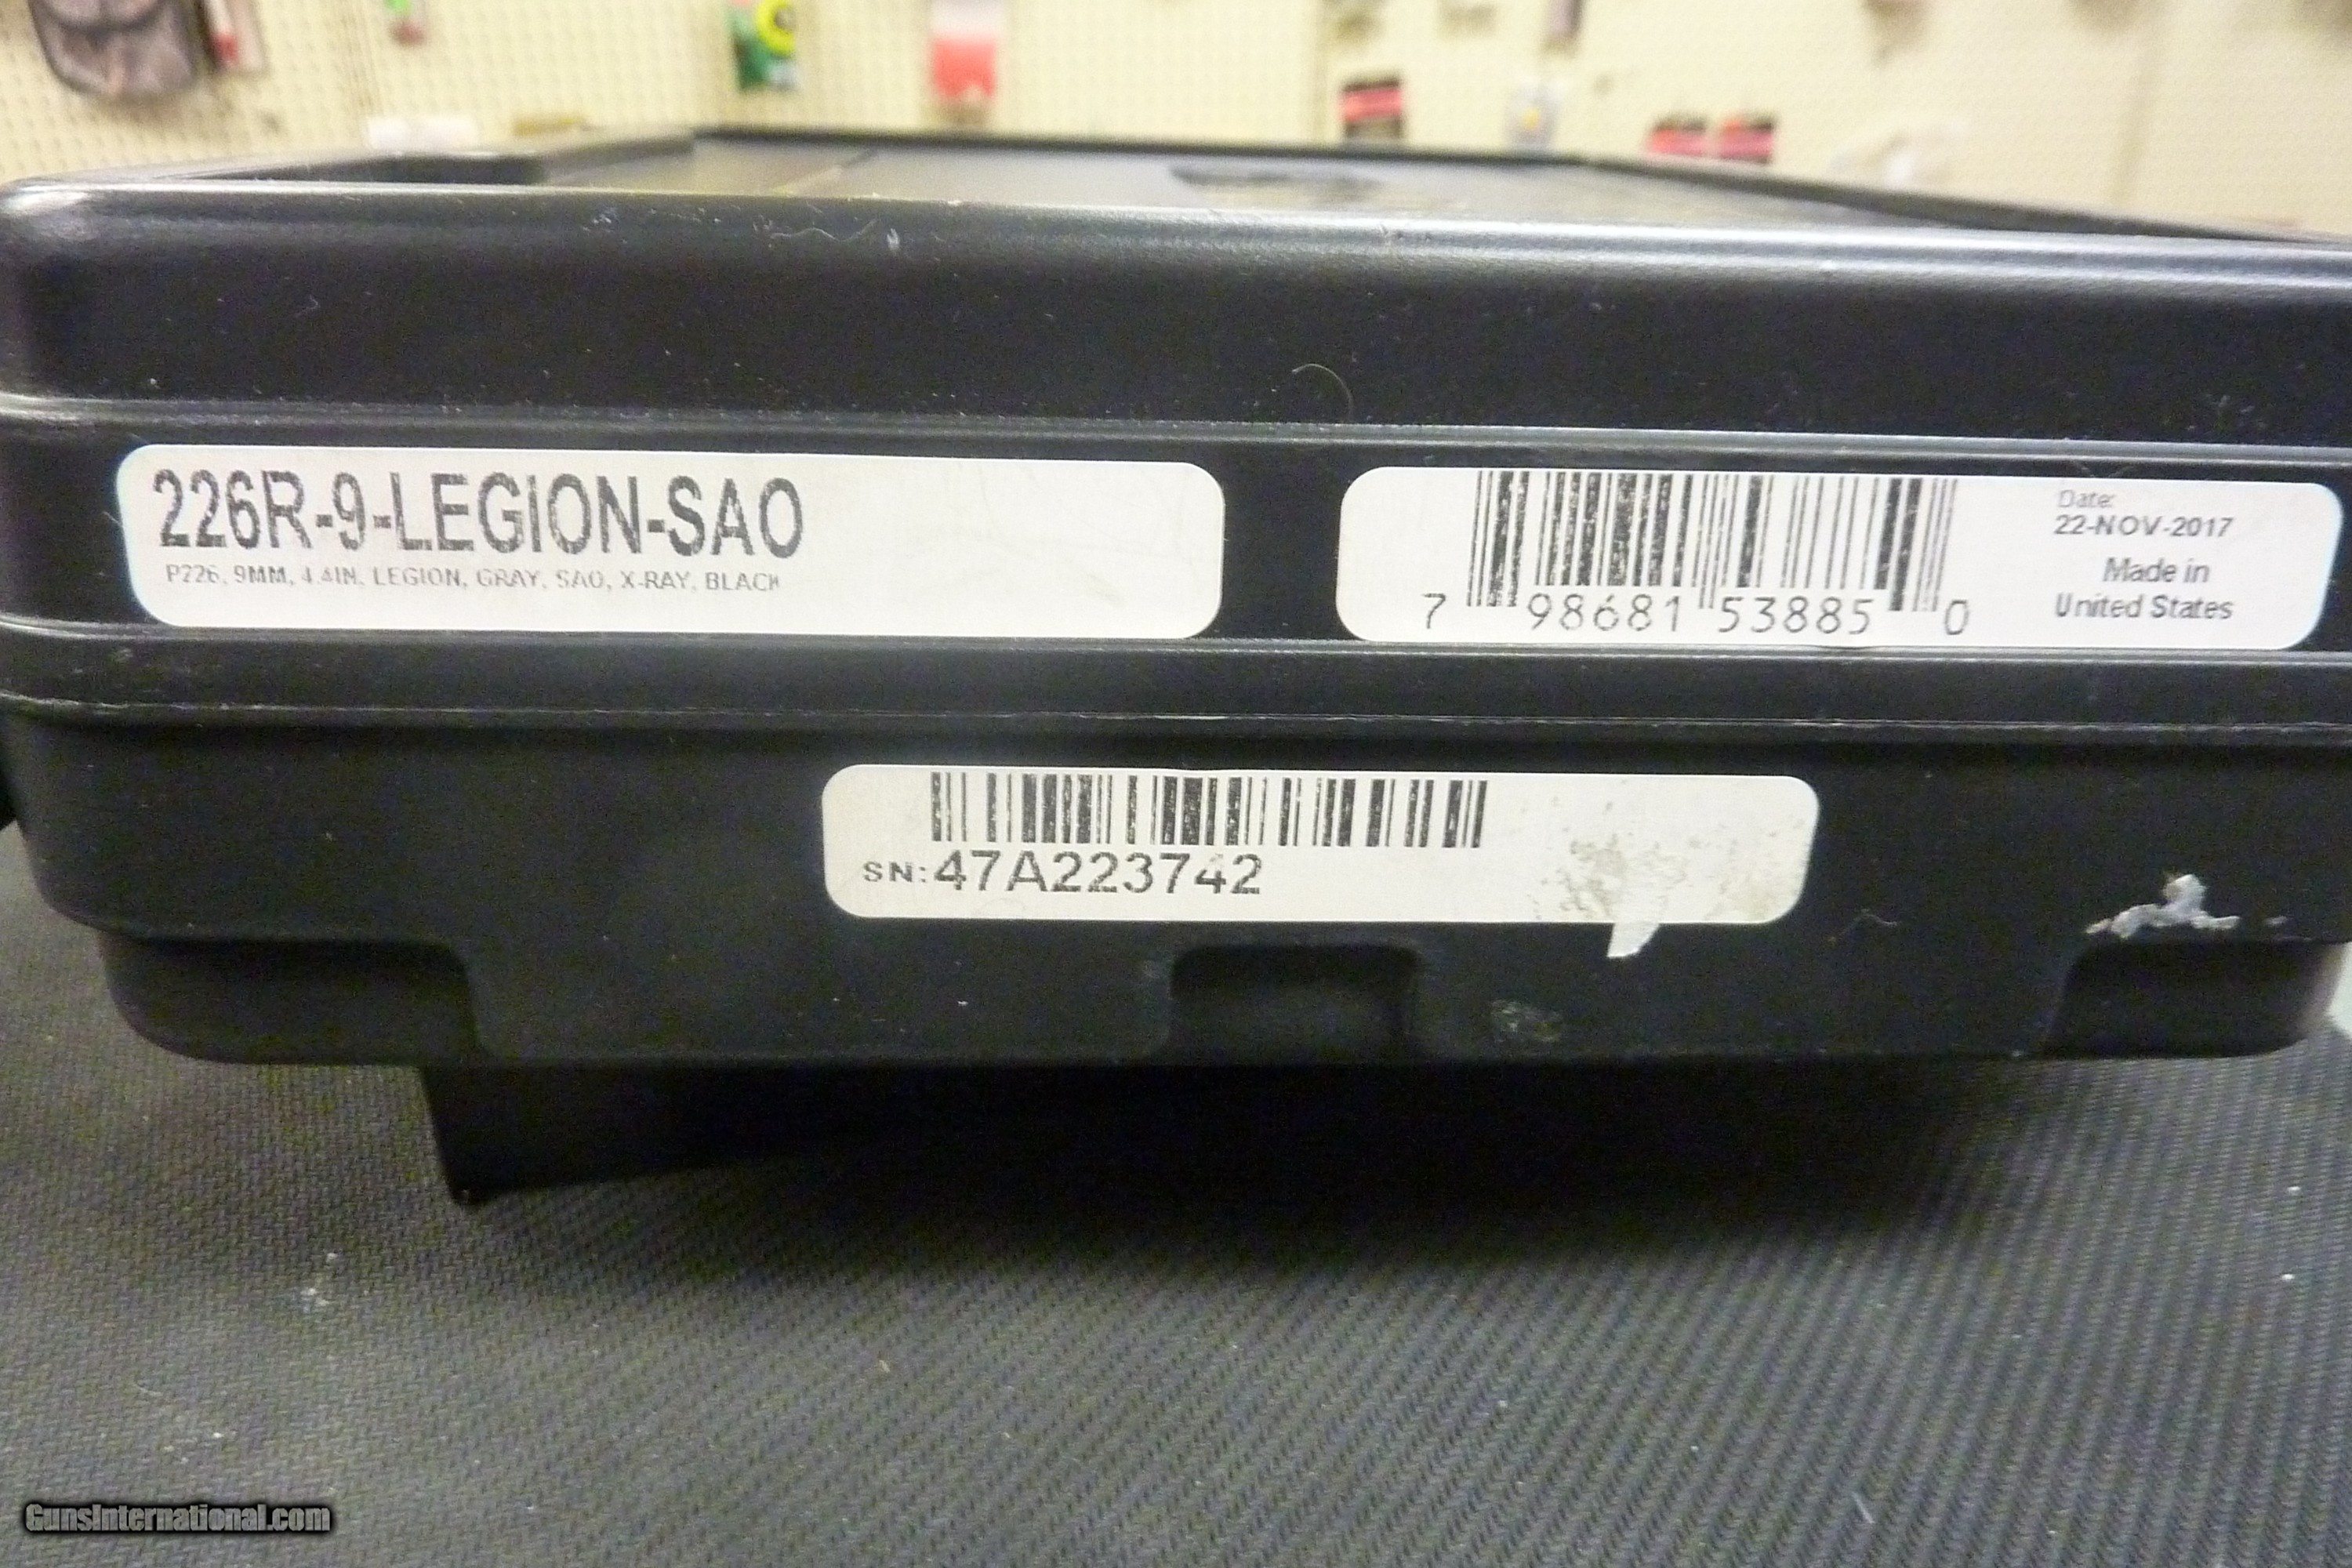 226R-9-LEGION-SAO
P226, 9MM, 4.4IN, LEGION, GRAY, SAO, X-RAY, BLACK
7 98681 53885 0
Date:
22-NOV-2017
Made in
United States
SN:47A223742
GunsInternational.com